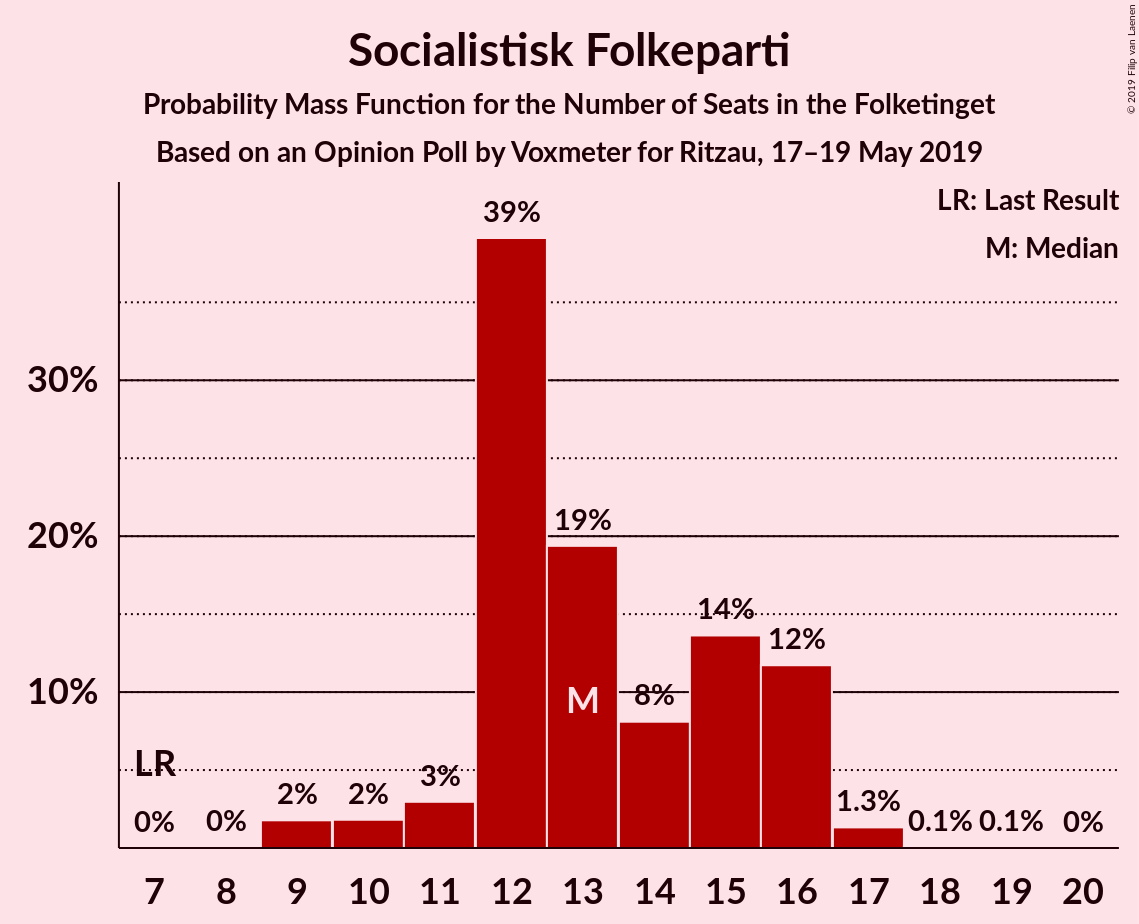 Socialistisk Folkeparti
Probability Mass Function for the Number of Seats in the Folketinget
Based on an Opinion Poll by Voxmeter for Ritzau, 17–19 May 2019
© 2019 Filip van Laenen
LR: Last Result
M: Median
30%
20%
10%
LR
M
0% 0% 2% 2% 3% 39% 19% 8% 14% 12% 1.3% 0.1% 0.1% 0%
7 8 9 10 11 12 13 14 15 16 17 18 19 20